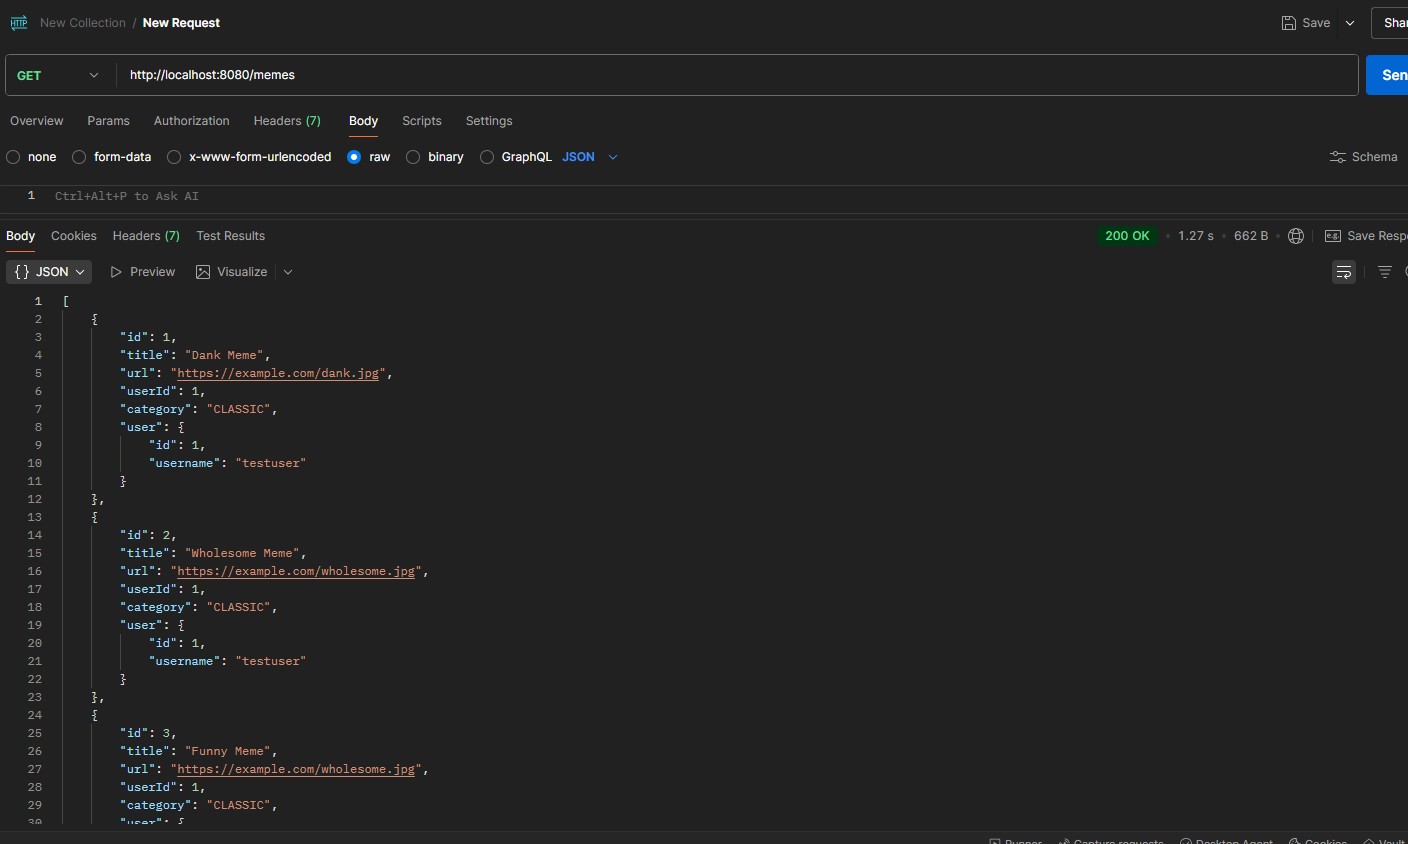 HTTP New Collection / New Request Save Shar
GET http://localhost:8080/memes Sen
Overview Params Authorization Headers (7) Body Scripts Settings
none form-data x-www-form-urlencoded raw binary GraphQL JSON Schema
1 Ctrl+Alt+P to Ask AI
Body Cookies Headers (7) Test Results 200 OK • 1.27 s • 662 B • e.g. Save Resp
{} JSON Preview Visualize
1 [
2 {
3 "id": 1,
4 "title": "Dank Meme",
5 "url": "https://example.com/dank.jpg",
6 "userId": 1,
7 "category": "CLASSIC",
8 "user": {
9 "id": 1,
10 "username": "testuser"
11 }
12 },
13 {
14 "id": 2,
15 "title": "Wholesome Meme",
16 "url": "https://example.com/wholesome.jpg",
17 "userId": 1,
18 "category": "CLASSIC",
19 "user": {
20 "id": 1,
21 "username": "testuser"
22 }
23 },
24 {
25 "id": 3,
26 "title": "Funny Meme",
27 "url": "https://example.com/wholesome.jpg",
28 "userId": 1,
29 "category": "CLASSIC",
30 "user": {
Runner Capture requests Desktop Agent Cookies Vault